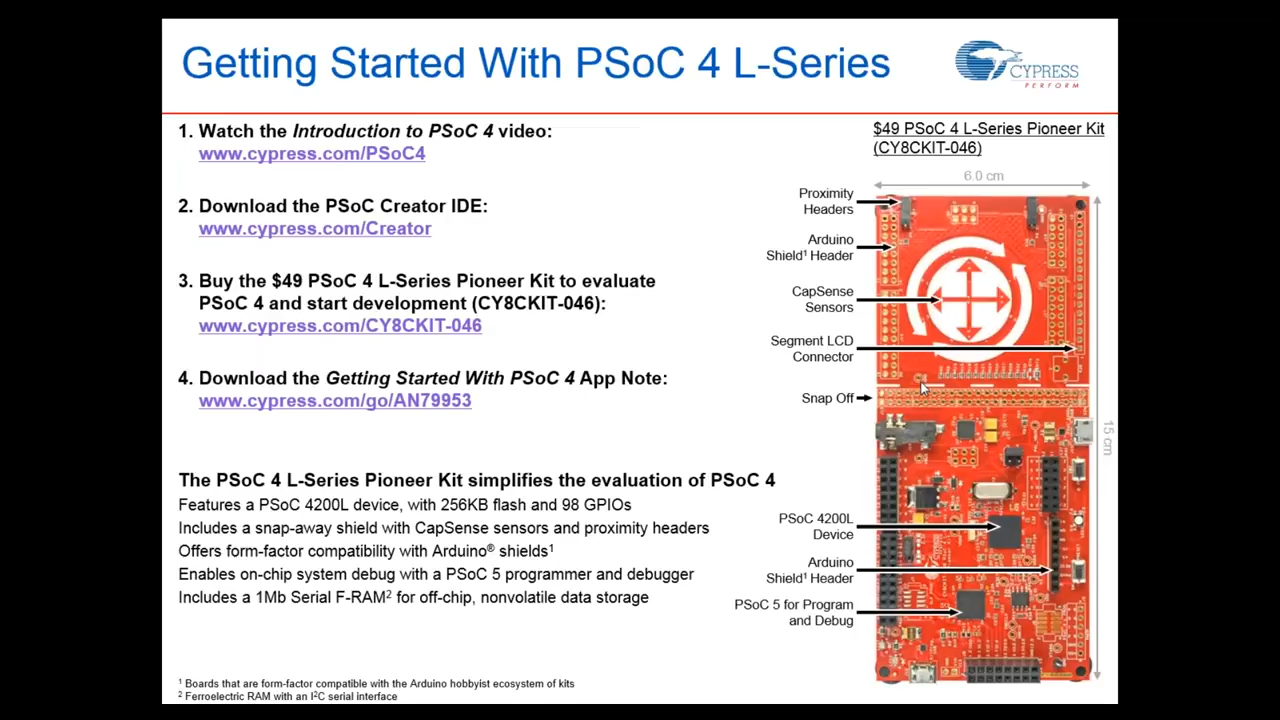 Getting Started With PSoC 4 L-Series
CYPRESS
PERFORM
1. Watch the Introduction to PSoC 4 video:
www.cypress.com/PSoC4
2. Download the PSoC Creator IDE:
www.cypress.com/Creator
3. Buy the $49 PSoC 4 L-Series Pioneer Kit to evaluate
PSoC 4 and start development (CY8CKIT-046):
www.cypress.com/CY8CKIT-046
4. Download the Getting Started With PSoC 4 App Note:
www.cypress.com/go/AN79953
The PSoC 4 L-Series Pioneer Kit simplifies the evaluation of PSoC 4
Features a PSoC 4200L device, with 256KB flash and 98 GPIOs
Includes a snap-away shield with CapSense sensors and proximity headers
Offers form-factor compatibility with Arduino® shields¹
Enables on-chip system debug with a PSoC 5 programmer and debugger
Includes a 1Mb Serial F-RAM² for off-chip, nonvolatile data storage
$49 PSoC 4 L-Series Pioneer Kit
(CY8CKIT-046)
6.0 cm
Proximity
Headers
Arduino
Shield¹ Header
CapSense
Sensors
Segment LCD
Connector
Snap Off
15 cm
PSoC 4200L
Device
Arduino
Shield¹ Header
PSoC 5 for Program
and Debug
¹ Boards that are form-factor compatible with the Arduino hobbyist ecosystem of kits
² Ferroelectric RAM with an I²C serial interface